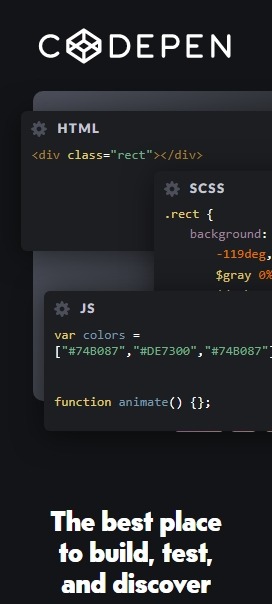 CODEPEN
HTML
<div class="rect"></div>
SCSS
.rect {
background:
-119deg,
$gray 0%
JS
var colors =
["#74B087","#DE7300","#74B087"]
function animate() {};
The best place
to build, test,
and discover